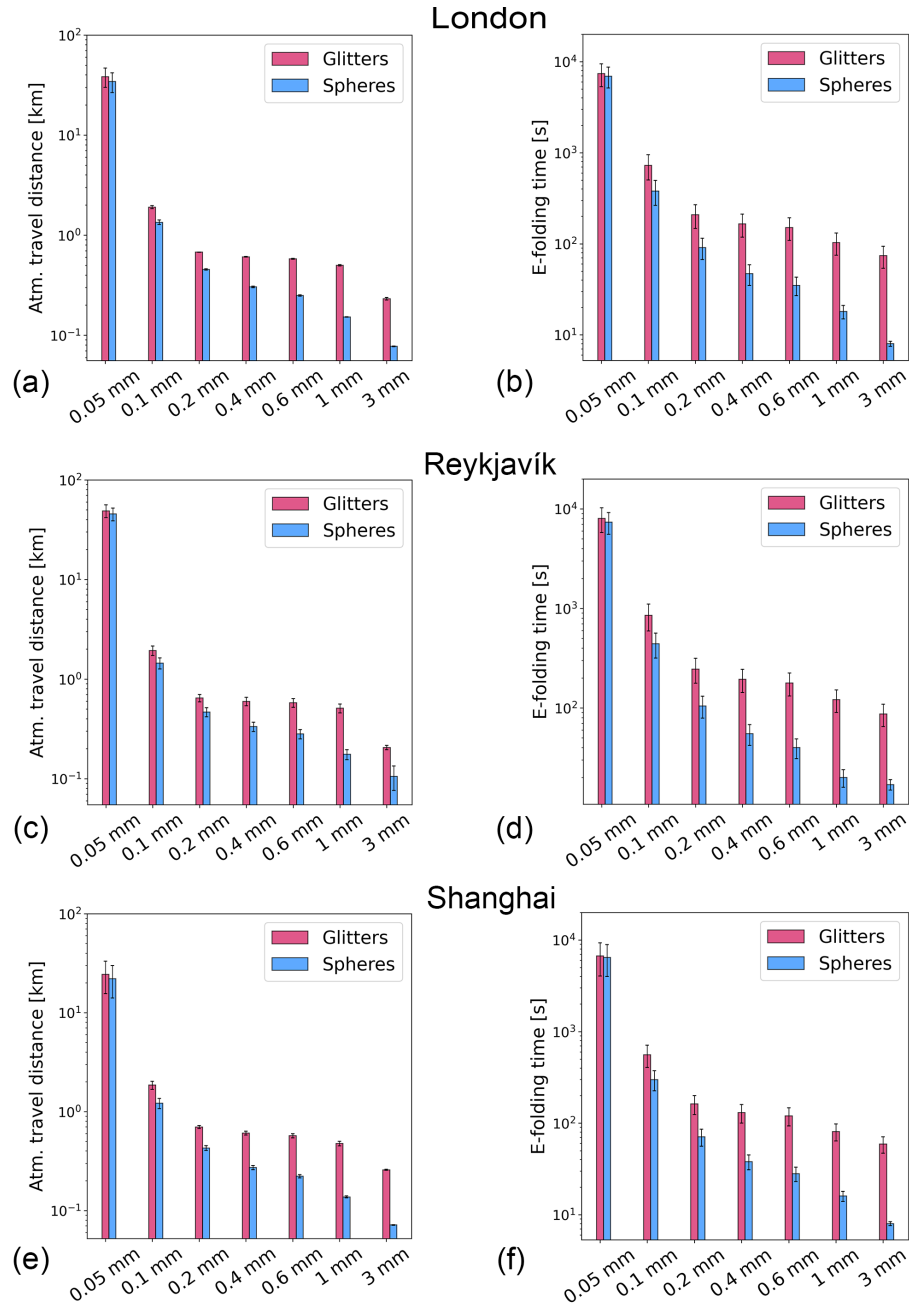 London
Atm. travel distance [km]
10²
10¹
10⁰
10⁻¹
Glitters
Spheres
0.05 mm
0.1 mm
0.2 mm
0.4 mm
0.6 mm
1 mm
3 mm
(a)
E-folding time [s]
10⁴
10³
10²
10¹
Glitters
Spheres
0.05 mm
0.1 mm
0.2 mm
0.4 mm
0.6 mm
1 mm
3 mm
(b)
Reykjavík
Atm. travel distance [km]
10²
10¹
10⁰
10⁻¹
Glitters
Spheres
0.05 mm
0.1 mm
0.2 mm
0.4 mm
0.6 mm
1 mm
3 mm
(c)
E-folding time [s]
10⁴
10³
10²
Glitters
Spheres
0.05 mm
0.1 mm
0.2 mm
0.4 mm
0.6 mm
1 mm
3 mm
(d)
Shanghai
Atm. travel distance [km]
10²
10¹
10⁰
10⁻¹
Glitters
Spheres
0.05 mm
0.1 mm
0.2 mm
0.4 mm
0.6 mm
1 mm
3 mm
(e)
E-folding time [s]
10⁴
10³
10²
10¹
Glitters
Spheres
0.05 mm
0.1 mm
0.2 mm
0.4 mm
0.6 mm
1 mm
3 mm
(f)